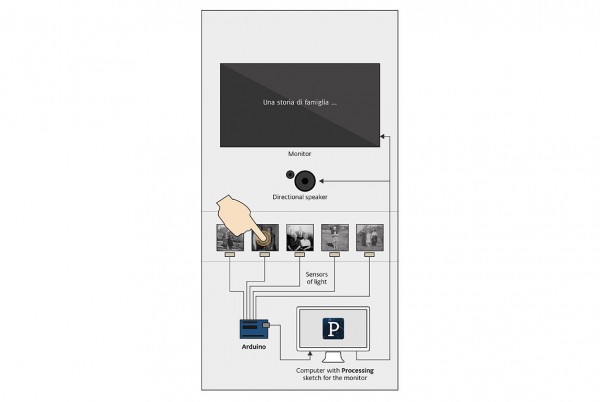 Una storia di famiglia ...
Monitor
Directional speaker
Sensors
of light
P
Arduino
Computer with Processing
sketch for the monitor